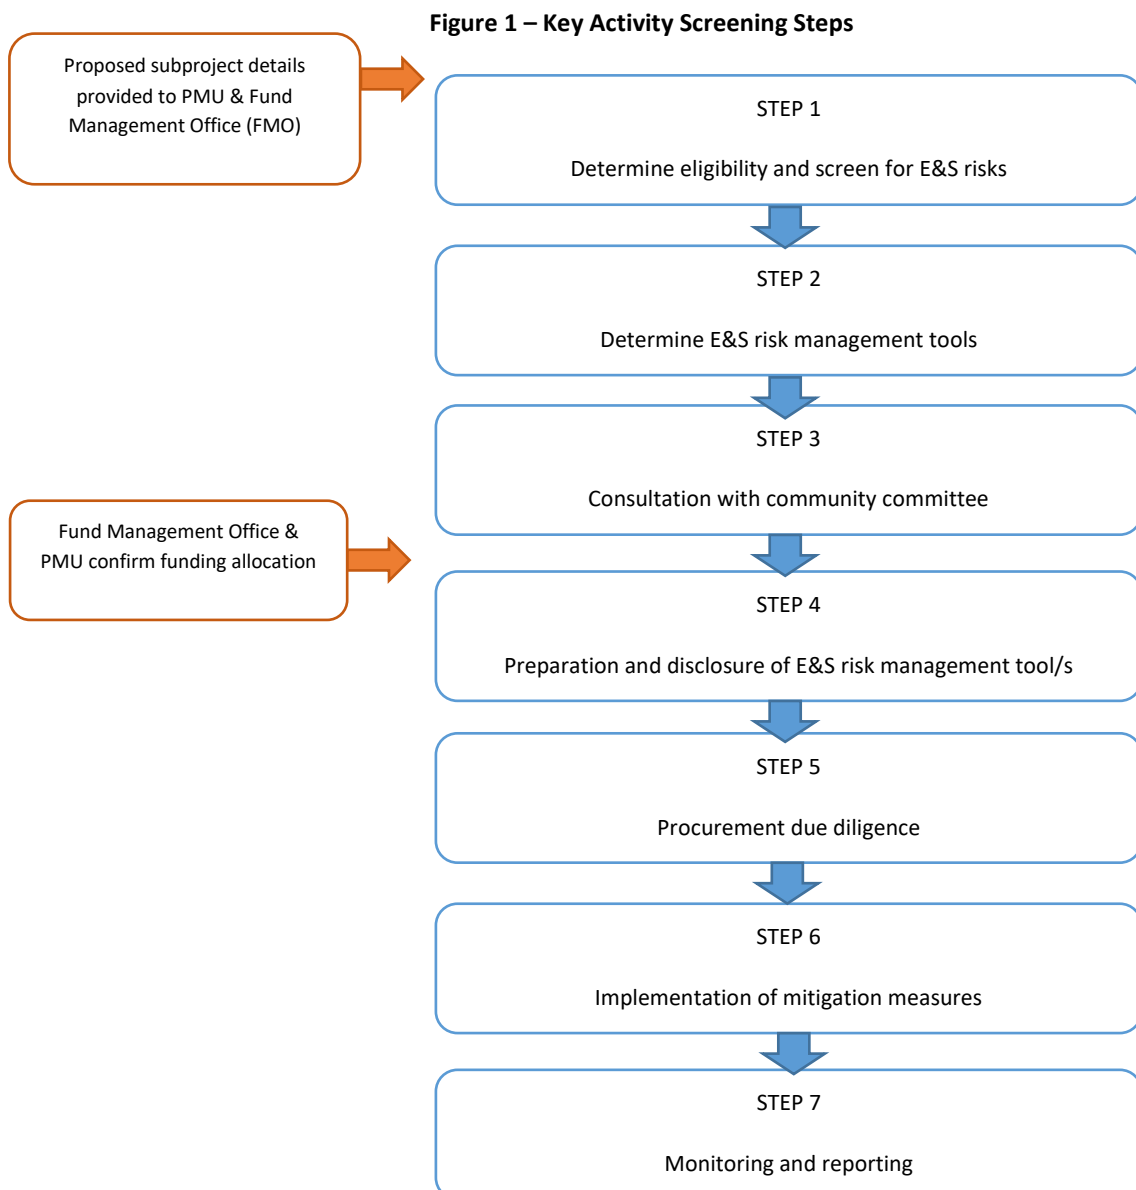 Figure 1 – Key Activity Screening Steps
Proposed subproject details
provided to PMU & Fund
Management Office (FMO)
STEP 1
Determine eligibility and screen for E&S risks
STEP 2
Determine E&S risk management tools
STEP 3
Consultation with community committee
Fund Management Office &
PMU confirm funding allocation
STEP 4
Preparation and disclosure of E&S risk management tool/s
STEP 5
Procurement due diligence
STEP 6
Implementation of mitigation measures
STEP 7
Monitoring and reporting